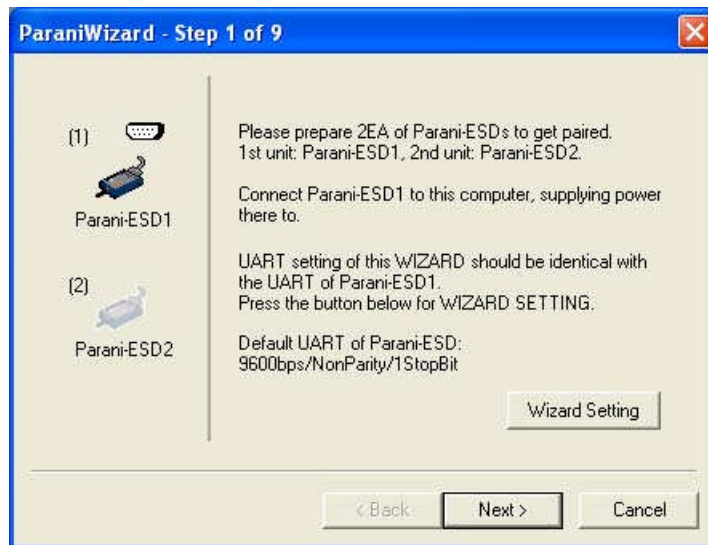 ParaniWizard - Step 1 of 9
(1)
Parani-ESD1
(2)
Parani-ESD2
Please prepare 2EA of Parani-ESDs to get paired.
1st unit: Parani-ESD1, 2nd unit: Parani-ESD2.
Connect Parani-ESD1 to this computer, supplying power
there to.
UART setting of this WIZARD should be identical with
the UART of Parani-ESD1.
Press the button below for WIZARD SETTING.
Default UART of Parani-ESD:
9600bps/NonParity/1StopBit
Wizard Setting
< Back
Next >
Cancel